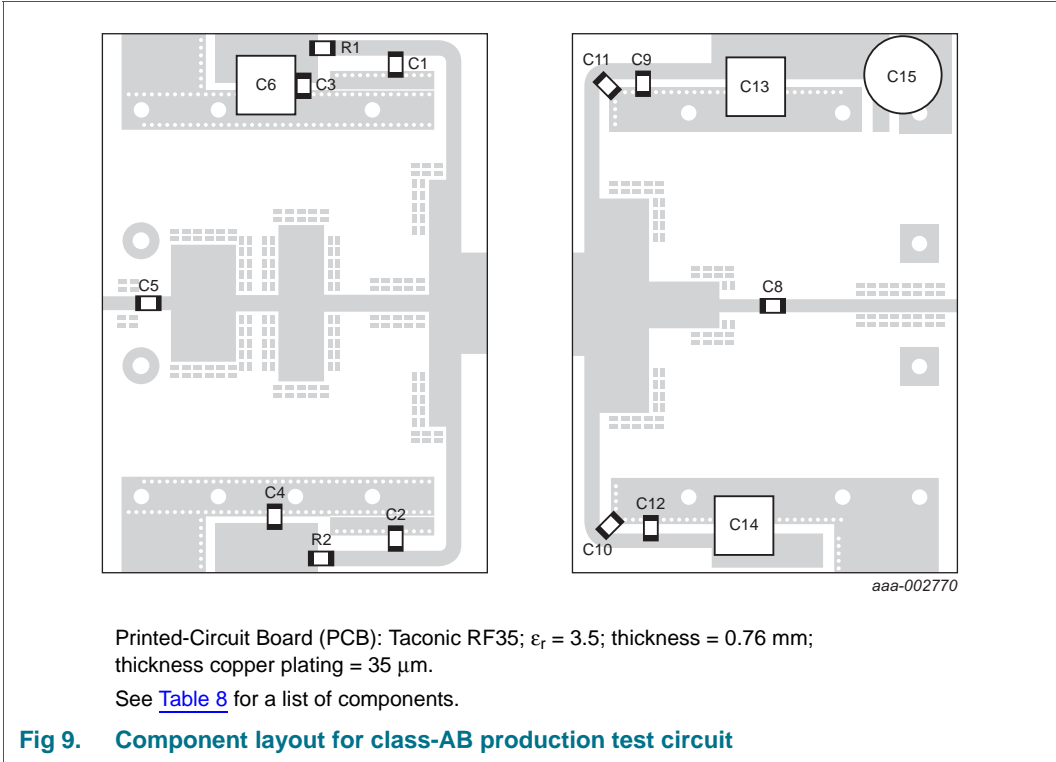 R1
C1
C6
C3
C5
C4
C2
R2
C11
C9
C13
C15
C8
C12
C14
C10
aaa-002770
Printed-Circuit Board (PCB): Taconic RF35; εr = 3.5; thickness = 0.76 mm;
thickness copper plating = 35 μm.
See Table 8 for a list of components.
Fig 9. Component layout for class-AB production test circuit